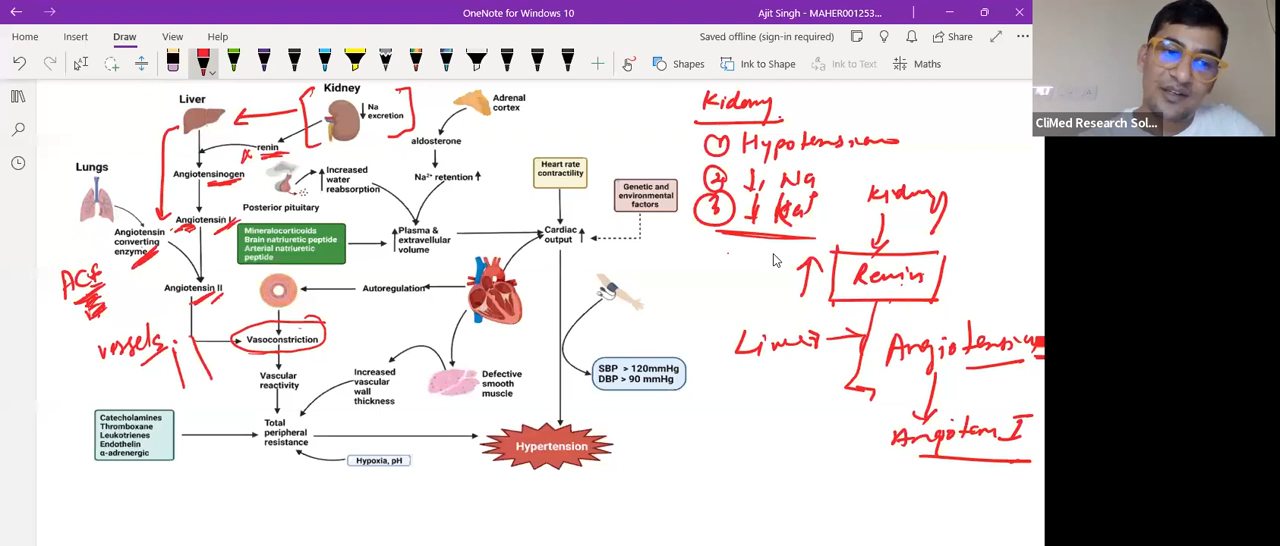 OneNote for Windows 10
Ajit Singh - MAHER001253...
Home Insert Draw View Help
Saved offline (sign-in required)
Share
Shapes
Ink to Shape
Ink to Text
Maths
CliMed Research Sol...
Liver
Kidney
Na
excretion
renin
Adrenal
cortex
aldosterone
Na²⁺ retention
Lungs
Angiotensinogen
Increased
water
reabsorption
Posterior pituitary
Heart rate
contractility
Genetic and
environmental
factors
Angiotensin I
Angiotensin
converting
enzyme
Mineralocorticoids
Brain natriuretic peptide
Arterial natriuretic
peptide
Plasma &
extravellular
volume
Cardiac
output
Angiotensin II
Autoregulation
Vasoconstriction
Vascular
reactivity
Increased
vascular
wall
thickness
Defective
smooth
muscle
SBP > 120mmHg
DBP > 90 mmHg
Catecholamines
Thromboxane
Leukotrienes
Endothelin
α-adrenergic
Total
peripheral
resistance
Hypertension
Hypoxia, pH
ACE
vessels
Kidney
① Hypotension
② ↓ Na
③ ↓
Kidney
Renin
Liver
Angiotensin